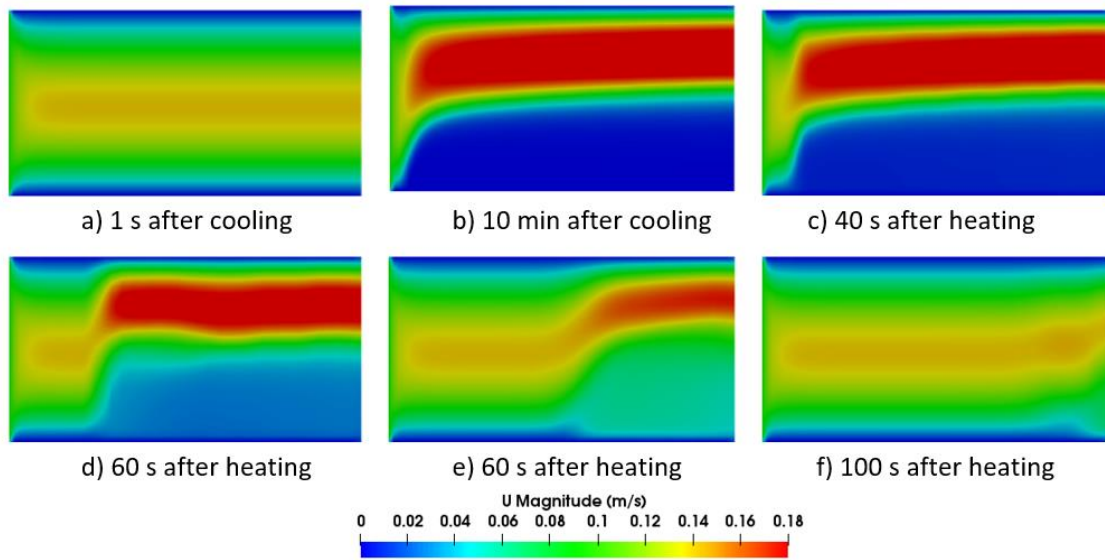 a) 1 s after cooling
b) 10 min after cooling
c) 40 s after heating
d) 60 s after heating
e) 60 s after heating
f) 100 s after heating
U Magnitude (m/s)
0 0.02 0.04 0.06 0.08 0.1 0.12 0.14 0.16 0.18